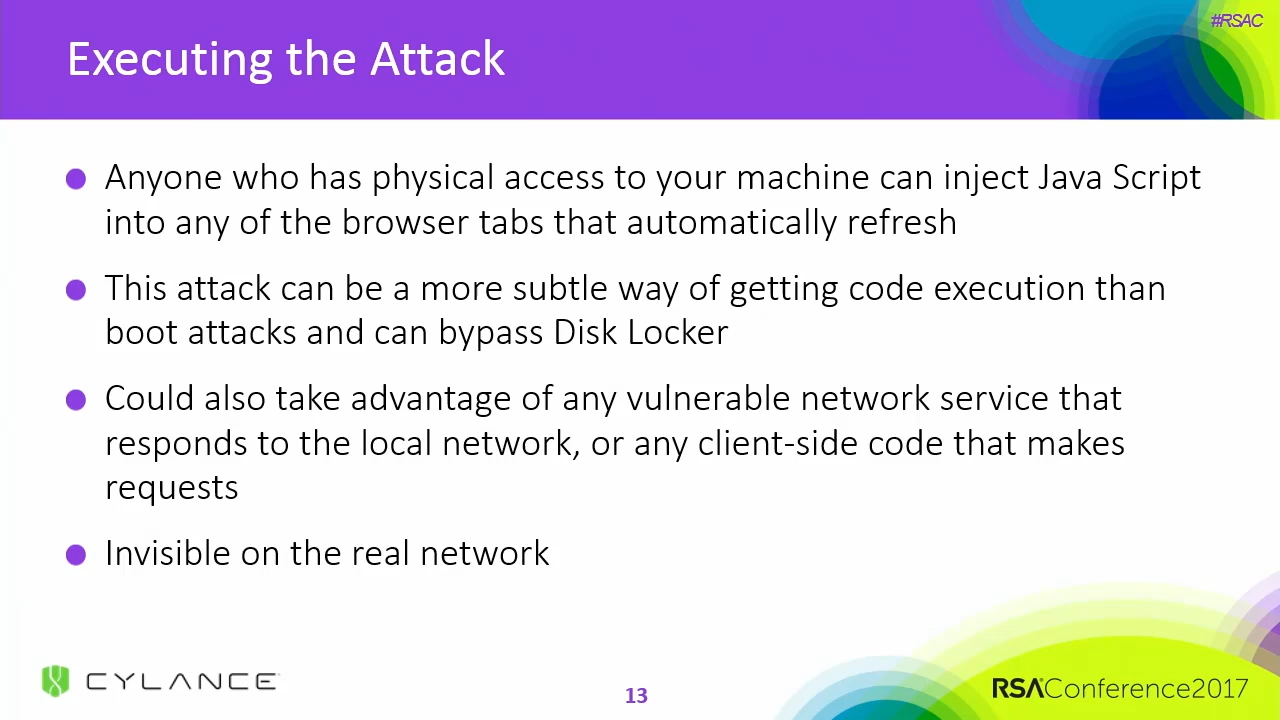 #RSAC
Executing the Attack
Anyone who has physical access to your machine can inject Java Script
into any of the browser tabs that automatically refresh
This attack can be a more subtle way of getting code execution than
boot attacks and can bypass Disk Locker
Could also take advantage of any vulnerable network service that
responds to the local network, or any client-side code that makes
requests
Invisible on the real network
CYLANCE
13
RSAConference2017